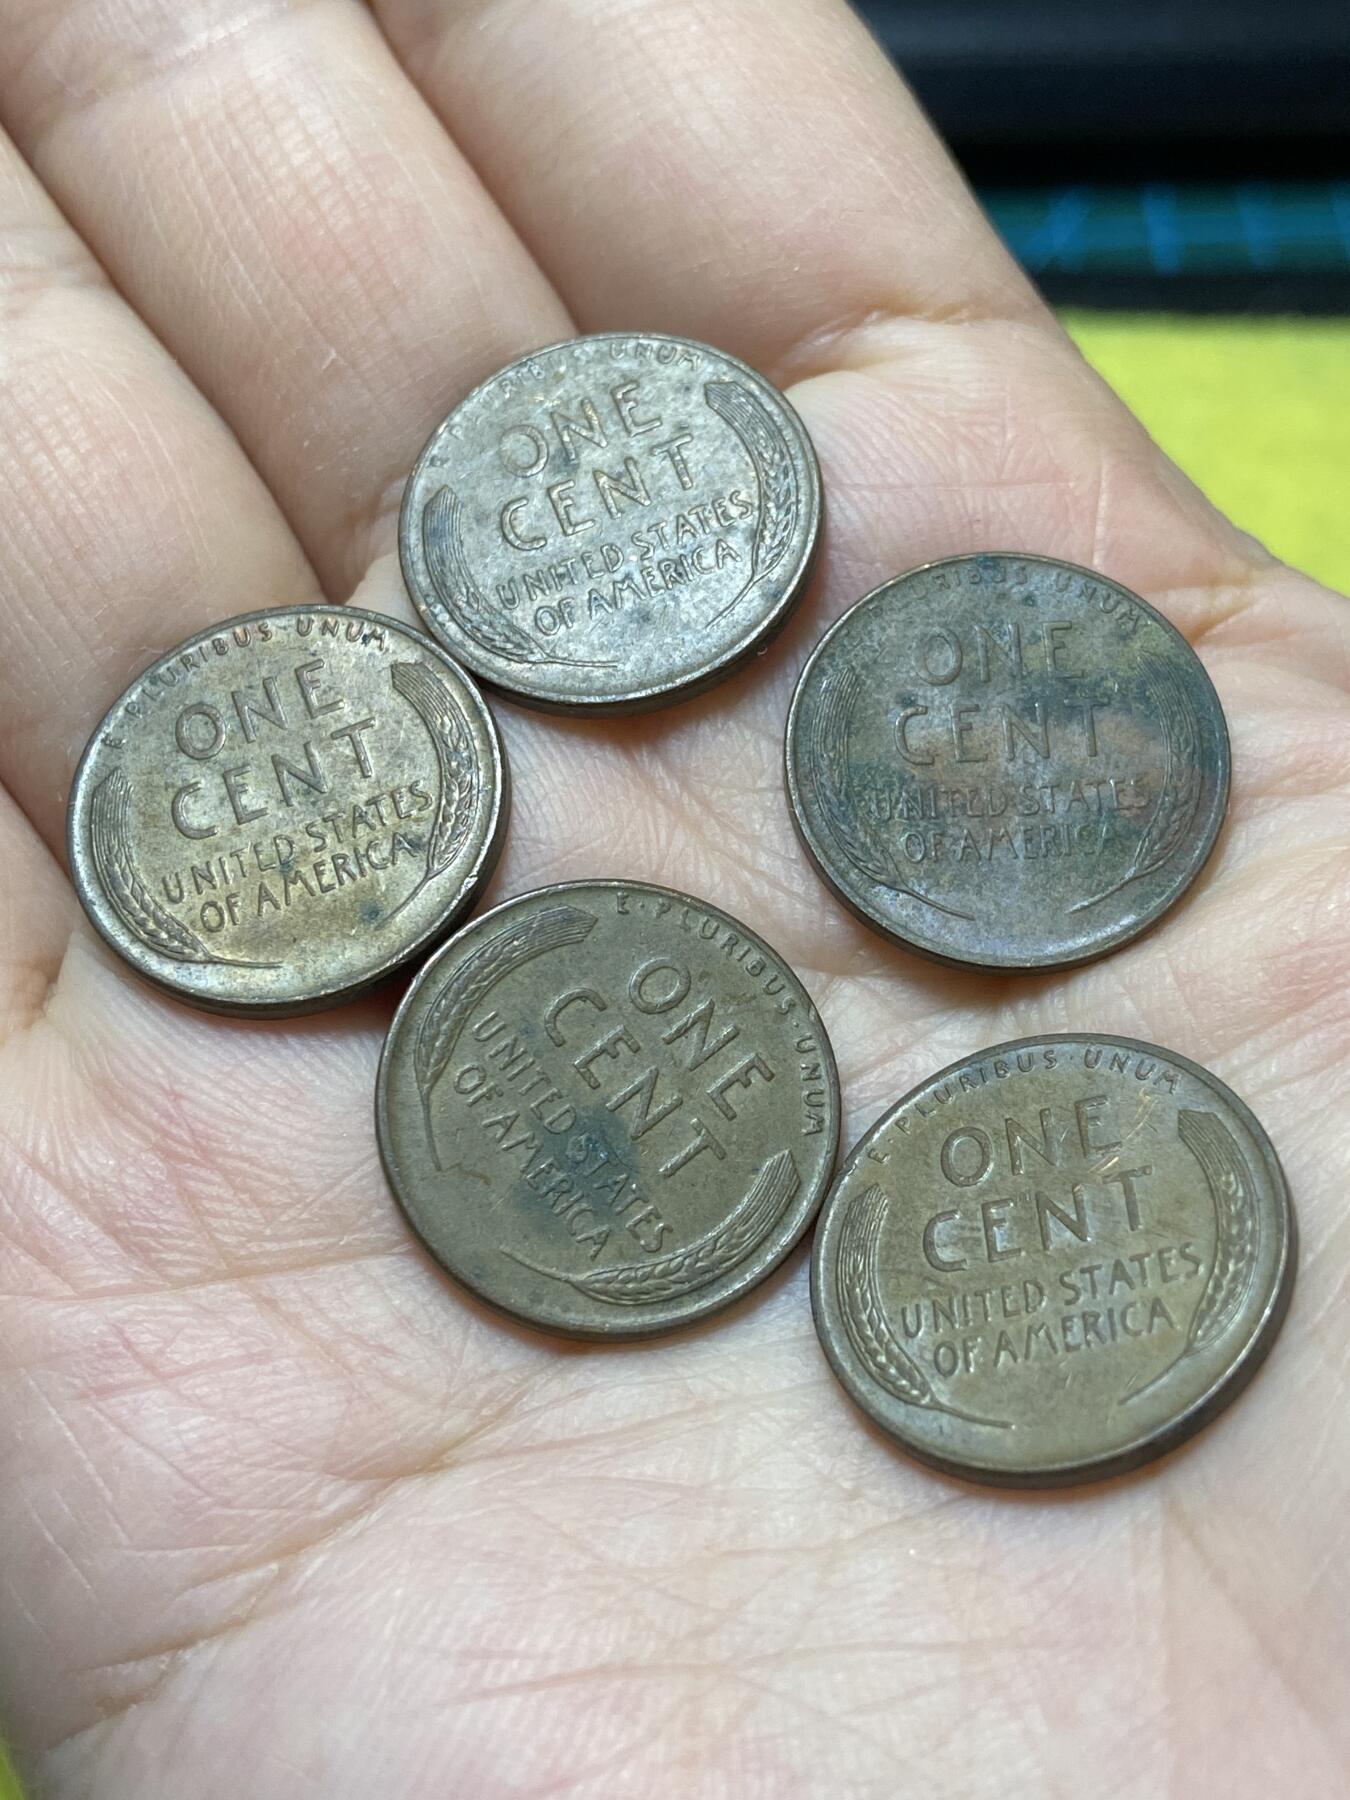 PLURIBUS UNUM
ONE
CENT
UNITED STATES
OF AMERICA
E PLURIBUS UNUM
ONE
CENT
UNITED STATES
OF AMERICA
PLURIBUS UNUM
ONE
CENT
UNITED STATES
OF AMERICA
E·PLURIBUS·UNUM
ONE
CENT
UNITED STATES
OF AMERICA
E·PLURIBUS·UNUM
ONE
CENT
UNITED STATES
OF AMERICA